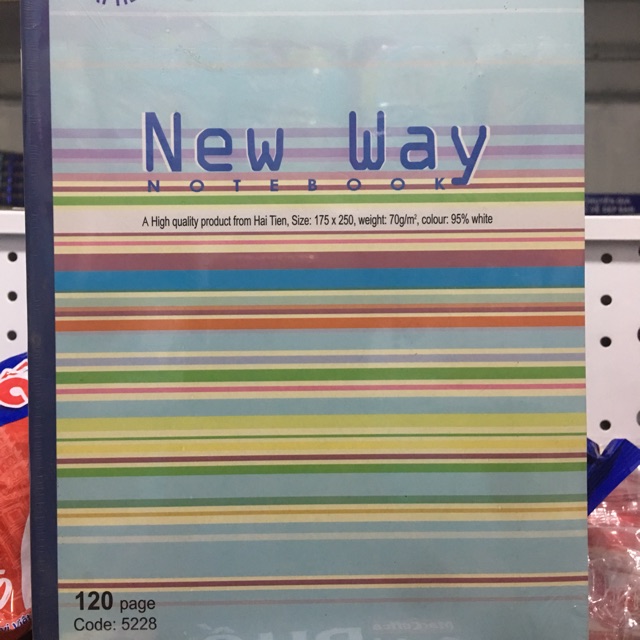 New Way
NOTEBOOK
A High quality product from Hai Tien, Size: 175 x 250, weight: 70g/m², colour: 95% white
120 page
Code: 5228